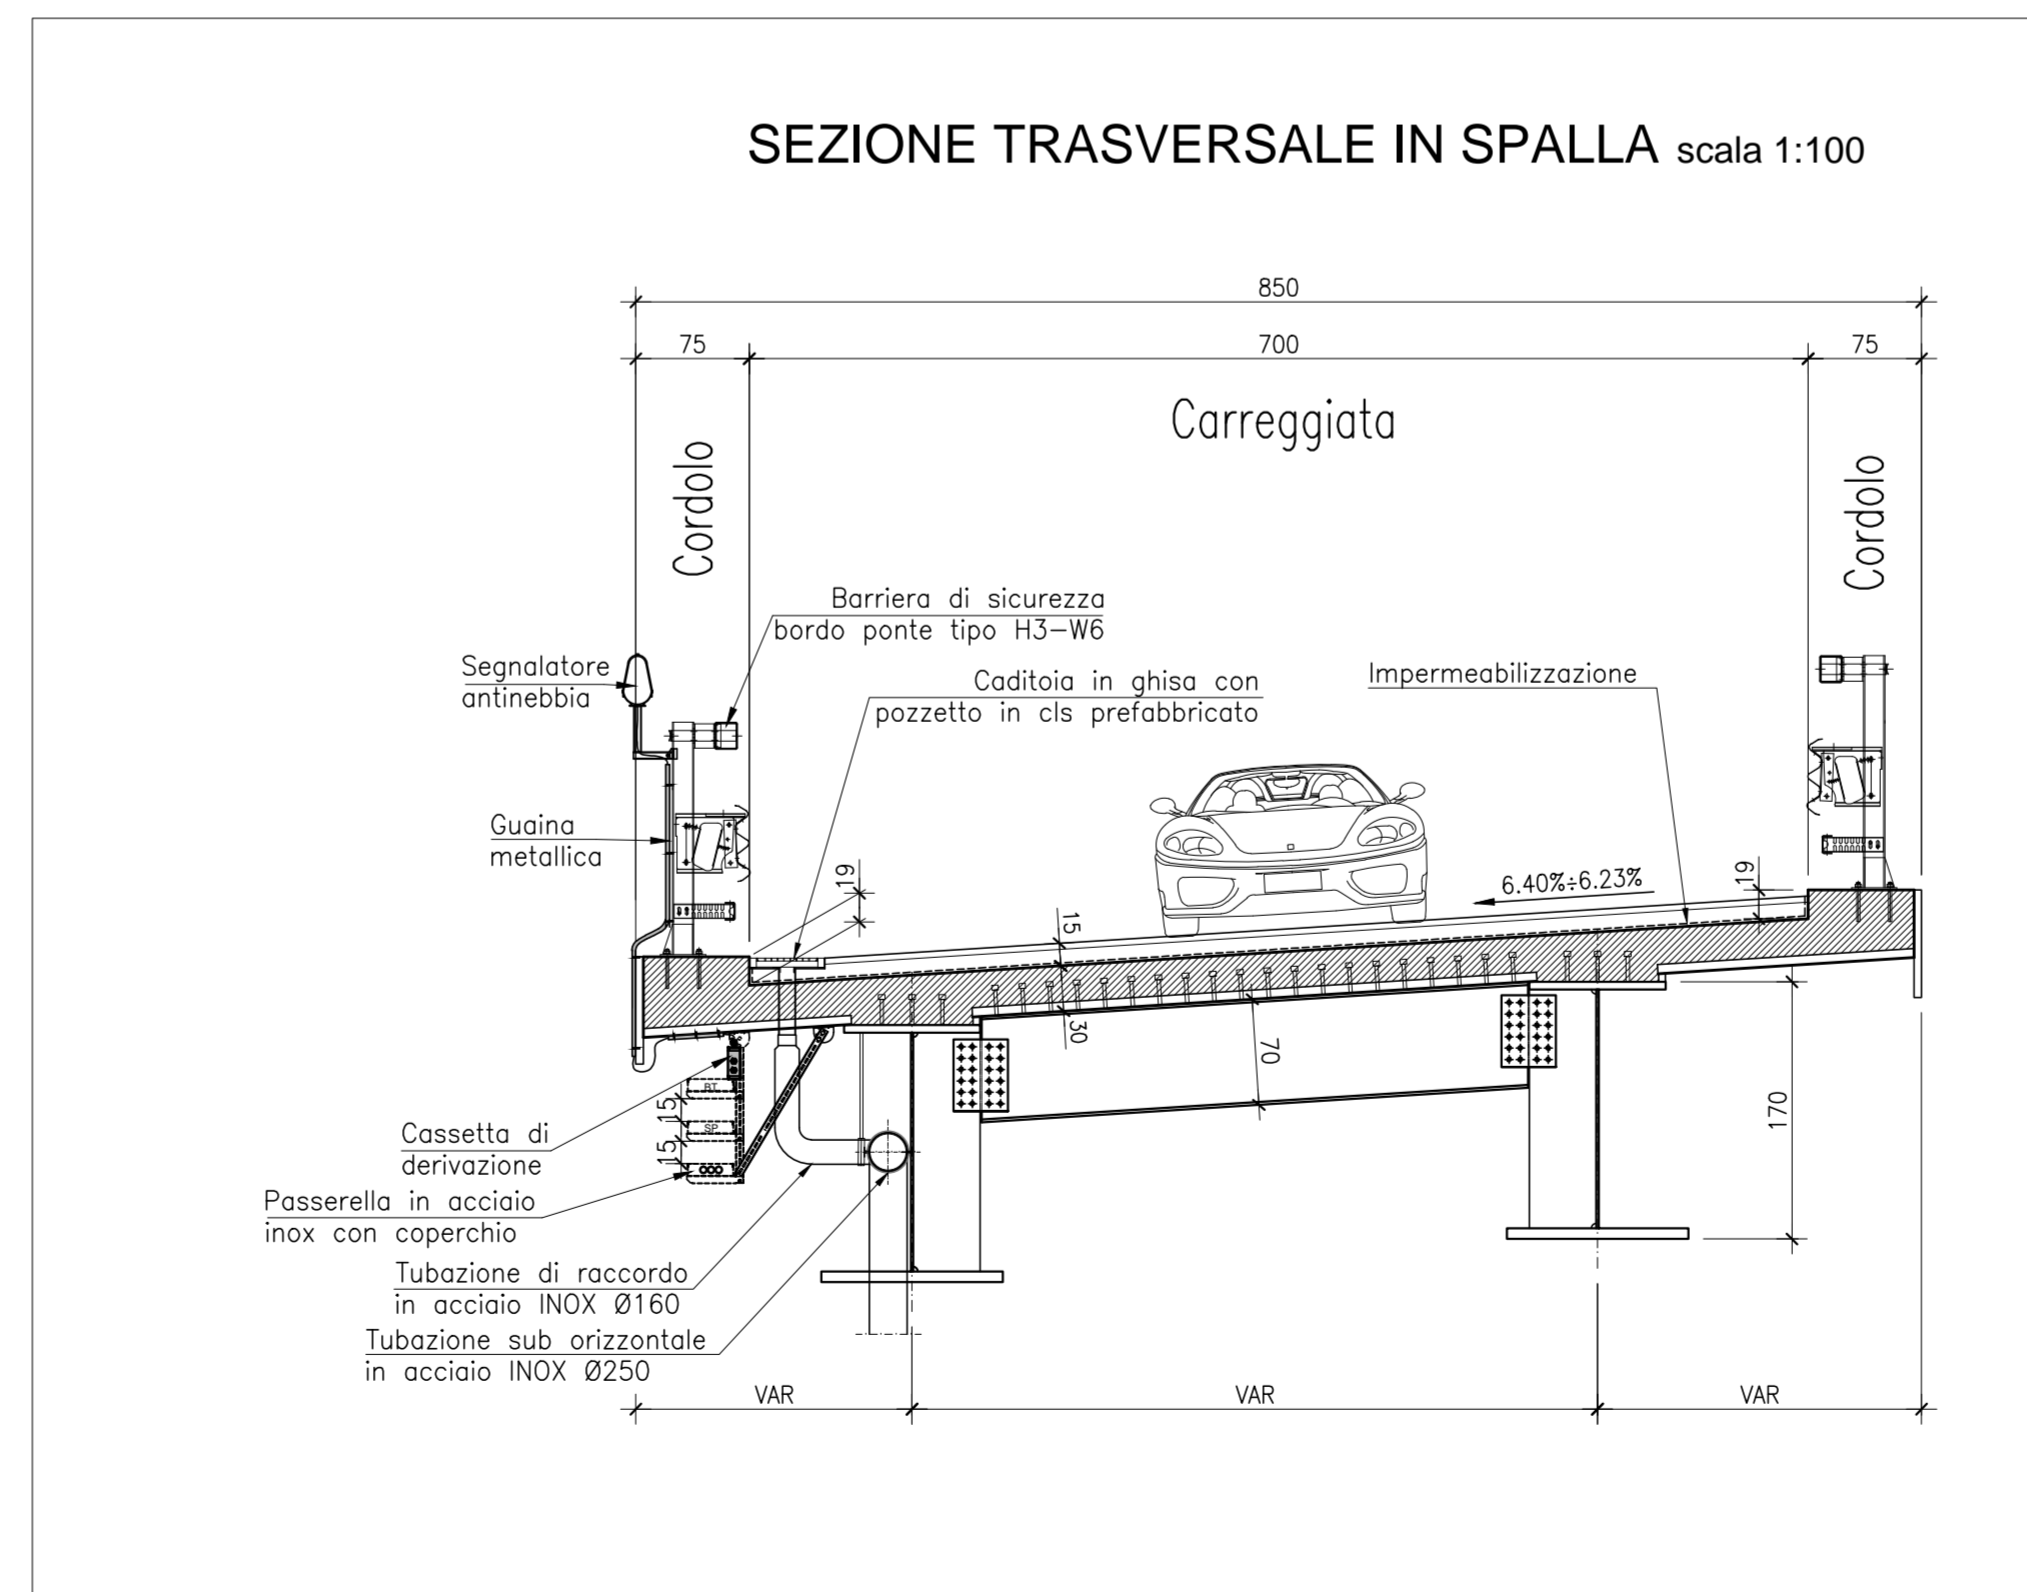 SEZIONE TRASVERSALE IN SPALLA scala 1:100
850
75
700
75
Carreggiata
Cordolo
Cordolo
Barriera di sicurezza
bordo ponte tipo H3-W6
Segnalatore
antinebbia
Caditoia in ghisa con
pozzetto in cls prefabbricato
Impermeabilizzazione
Guaina
metallica
19
6.40%÷6.23%
19
15
30
70
170
BT
15
SP
15
Cassetta di
derivazione
Passerella in acciaio
inox con coperchio
Tubazione di raccordo
in acciaio INOX Ø160
Tubazione sub orizzontale
in acciaio INOX Ø250
VAR
VAR
VAR